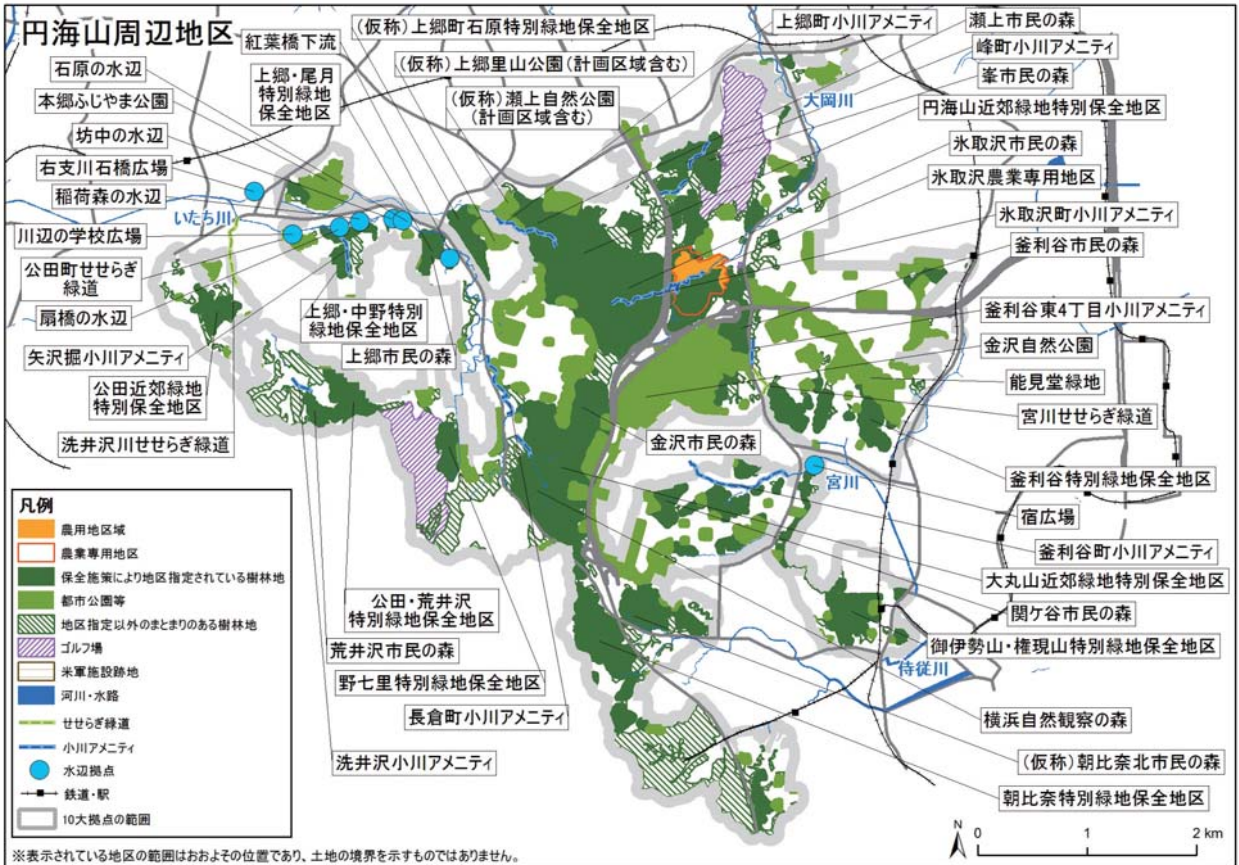 円海山周辺地区
石原の水辺
本郷ふじやま公園
坊中の水辺
右支川石橋広場
稲荷森の水辺
いたち川
川辺の学校広場
公田町せせらぎ
緑道
扇橋の水辺
矢沢掘小川アメニティ
公田近郊緑地
特別保全地区
洗井沢川せせらぎ緑道
紅葉橋下流
上郷・尾月
特別緑地
保全地区
(仮称)上郷町石原特別緑地保全地区
(仮称)上郷里山公園(計画区域含む)
(仮称)瀬上自然公園
(計画区域含む)
上郷・中野特別
緑地保全地区
上郷市民の森
上郷町小川アメニティ
瀬上市民の森
峰町小川アメニティ
峯市民の森
大岡川
円海山近郊緑地特別保全地区
氷取沢市民の森
氷取沢農業専用地区
氷取沢町小川アメニティ
釜利谷市民の森
釜利谷東4丁目小川アメニティ
金沢自然公園
能見堂緑地
宮川せせらぎ緑道
金沢市民の森
釜利谷特別緑地保全地区
宮川
宿広場
釜利谷町小川アメニティ
大丸山近郊緑地特別保全地区
関ケ谷市民の森
御伊勢山・権現山特別緑地保全地区
侍従川
横浜自然観察の森
(仮称)朝比奈北市民の森
朝比奈特別緑地保全地区
公田・荒井沢
特別緑地保全地区
荒井沢市民の森
野七里特別緑地保全地区
長倉町小川アメニティ
洗井沢小川アメニティ
凡例
農用地区域
農業専用地区
保全施策により地区指定されている樹林地
都市公園等
地区指定以外のまとまりのある樹林地
ゴルフ場
米軍施設跡地
河川・水路
せせらぎ緑道
小川アメニティ
水辺拠点
鉄道・駅
10大拠点の範囲
N
0 1 2 km
※表示されている地区の範囲はおおよその位置であり、土地の境界を示すものではありません。